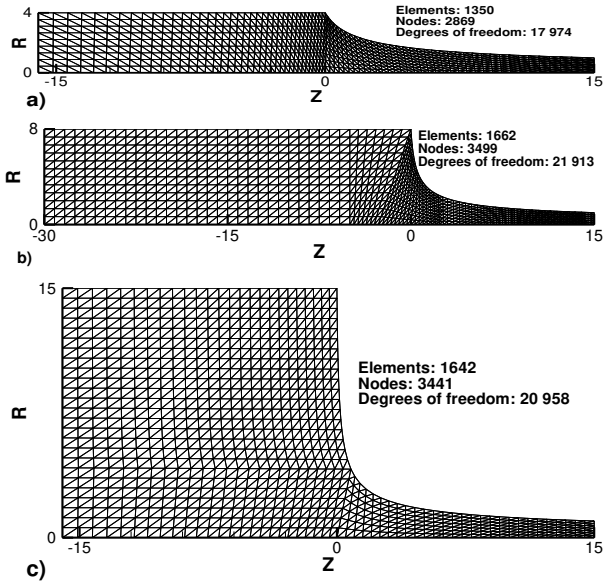 4
R
0
-15
0
15
Z
a)
Elements: 1350
Nodes: 2869
Degrees of freedom: 17 974
8
R
0
-30
-15
0
15
Z
b)
Elements: 1662
Nodes: 3499
Degrees of freedom: 21 913
15
R
0
-15
0
15
Z
c)
Elements: 1642
Nodes: 3441
Degrees of freedom: 20 958